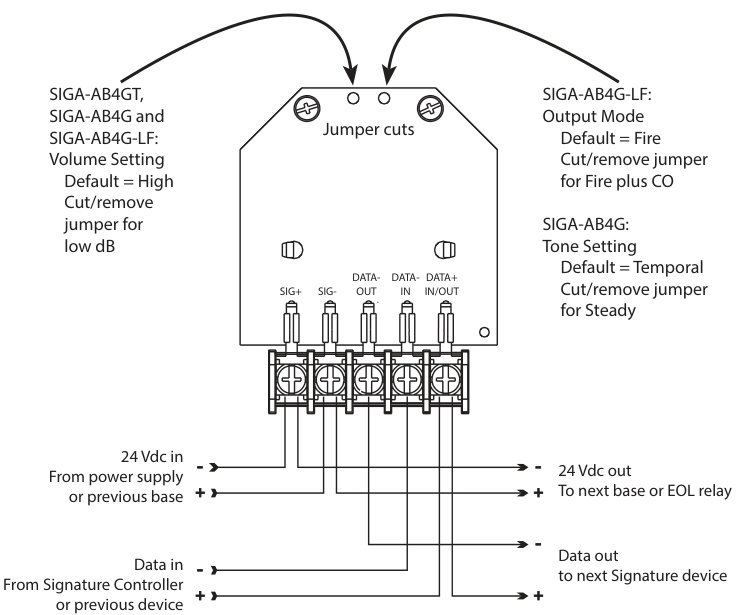 SIGA-AB4GT,
SIGA-AB4G and
SIGA-AB4G-LF:
Volume Setting
Default = High
Cut/remove
jumper for
low dB
Jumper cuts
SIGA-AB4G-LF:
Output Mode
Default = Fire
Cut/remove jumper
for Fire plus CO
SIGA-AB4G:
Tone Setting
Default = Temporal
Cut/remove jumper
for Steady
SIG+
SIG-
DATA-
OUT
DATA-
IN
DATA+
IN/OUT
24 Vdc in
From power supply
or previous base
-
+
-
+
24 Vdc out
To next base or EOL relay
Data in
From Signature Controller
or previous device
-
+
-
+
Data out
to next Signature device